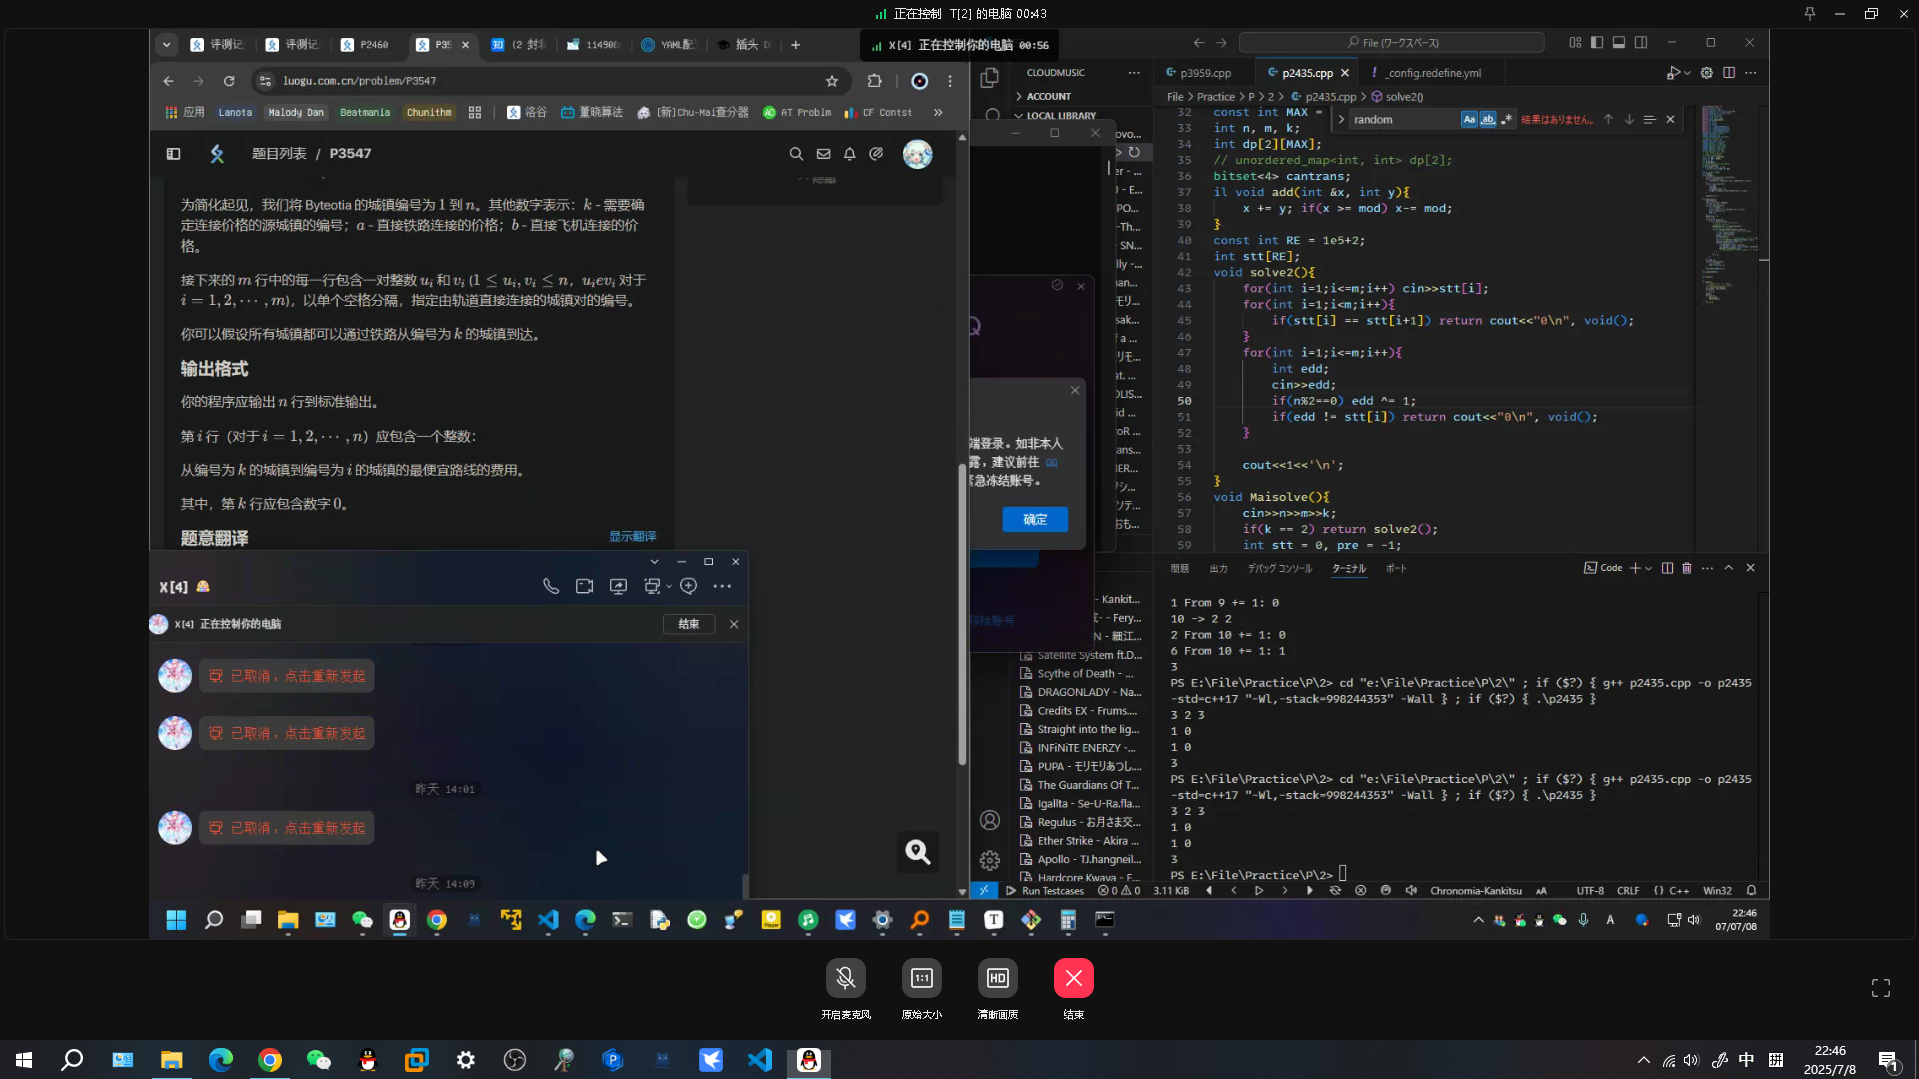 正在控制 T[2] 的电脑 00:43
评测记
评测记
P2460
P35
(2 封私
11490D
YAML配
插头 D
X[4] 正在控制你的电脑 00:56
luogu.com.cn/problem/P3547
应用
Lanota
Malody Dan
Beatmania
Chunithm
洛谷
董晓算法
[新]Chu-Mai查分器
AT Problm
CF Contst
题目列表 / P3547
为简化起见，我们将 Byteotia 的城镇编号为 1 到 n。其他数字表示：k - 需要确
定连接价格的源城镇的编号；a - 直接铁路连接的价格；b - 直接飞机连接的价
格。
接下来的 m 行中的每一行包含一对整数 ui 和 vi (1 ≤ ui, vi ≤ n，uievi 对于
i = 1, 2, ⋯, m)，以单个空格分隔，指定由轨道直接连接的城镇对的编号。
你可以假设所有城镇都可以通过铁路从编号为 k 的城镇到达。
输出格式
你的程序应输出 n 行到标准输出。
第 i 行（对于 i = 1, 2, ⋯, n）应包含一个整数：
从编号为 k 的城镇到编号为 i 的城镇的最便宜路线的费用。
其中，第 k 行应包含数字 0。
题意翻译
显示翻译
X[4]
X[4] 正在控制你的电脑
结束
已取消，点击重新发起
已取消，点击重新发起
昨天 14:01
已取消，点击重新发起
昨天 14:09
端登录。如非本人
露，建议前往 QQ
紧急冻结账号。
确定
File (ワークスペース)
CLOUDMUSIC
ACCOUNT
LOCAL LIBRARY
- Kankit...
- Fery...
N - 細江...
Satellite System ft.D...
Scythe of Death - ...
DRAGONLADY - Na...
Credits EX - Frums....
Straight into the lig...
INFiNiTE ENERZY -...
PUPA - モリモリあつし...
The Guardians Of T...
Igallta - Se-U-Ra.fla...
Regulus - お月さま交...
Ether Strike - Akira ...
Apollo - TJ.hangneil...
Hardcore Kwaya - F...
p3959.cpp
p2435.cpp
_config.redefine.yml
File > Practice > P > 2 > p2435.cpp > solve2()
random
結果はありません。
32 const int MAX =
33 int n, m, k;
34 int dp[2][MAX];
35 // unordered_map<int, int> dp[2];
36 bitset<4> cantrans;
37 il void add(int &x, int y){
38 x += y; if(x >= mod) x-= mod;
39 }
40 const int RE = 1e5+2;
41 int stt[RE];
42 void solve2(){
43 for(int i=1;i<=m;i++) cin>>stt[i];
44 for(int i=1;i<m;i++){
45 if(stt[i] == stt[i+1]) return cout<<"0\n", void();
46 }
47 for(int i=1;i<=m;i++){
48 int edd;
49 cin>>edd;
50 if(n%2==0) edd ^= 1;
51 if(edd != stt[i]) return cout<<"0\n", void();
52 }
53
54 cout<<1<<'\n';
55 }
56 void Maisolve(){
57 cin>>n>>m>>k;
58 if(k == 2) return solve2();
59 int stt = 0, pre = -1;
問題
出力
デバッグ コンソール
ターミナル
ポート
Code
1 From 9 += 1: 0
10 -> 2 2
2 From 10 += 1: 0
6 From 10 += 1: 1
3
PS E:\File\Practice\P\2> cd "e:\File\Practice\P\2\" ; if ($?) { g++ p2435.cpp -o p2435
-std=c++17 "-Wl,-stack=998244353" -Wall } ; if ($?) { .\p2435 }
3 2 3
1 0
1 0
3
PS E:\File\Practice\P\2> cd "e:\File\Practice\P\2\" ; if ($?) { g++ p2435.cpp -o p2435
-std=c++17 "-Wl,-stack=998244353" -Wall } ; if ($?) { .\p2435 }
3 2 3
1 0
1 0
3
PS E:\File\Practice\P\2>
Run Testcases
0 0
3.11 KiB
Chronomia-Kankitsu
UTF-8
CRLF
{} C++
Win32
A
22:46
07/07/08
开启麦克风
原始大小
清晰画质
结束
1:1
HD
中
22:46
2025/7/8
1